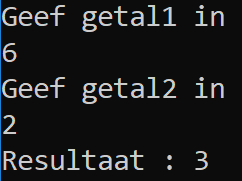 Geef getal1 in
6
Geef getal2 in
2
Resultaat : 3